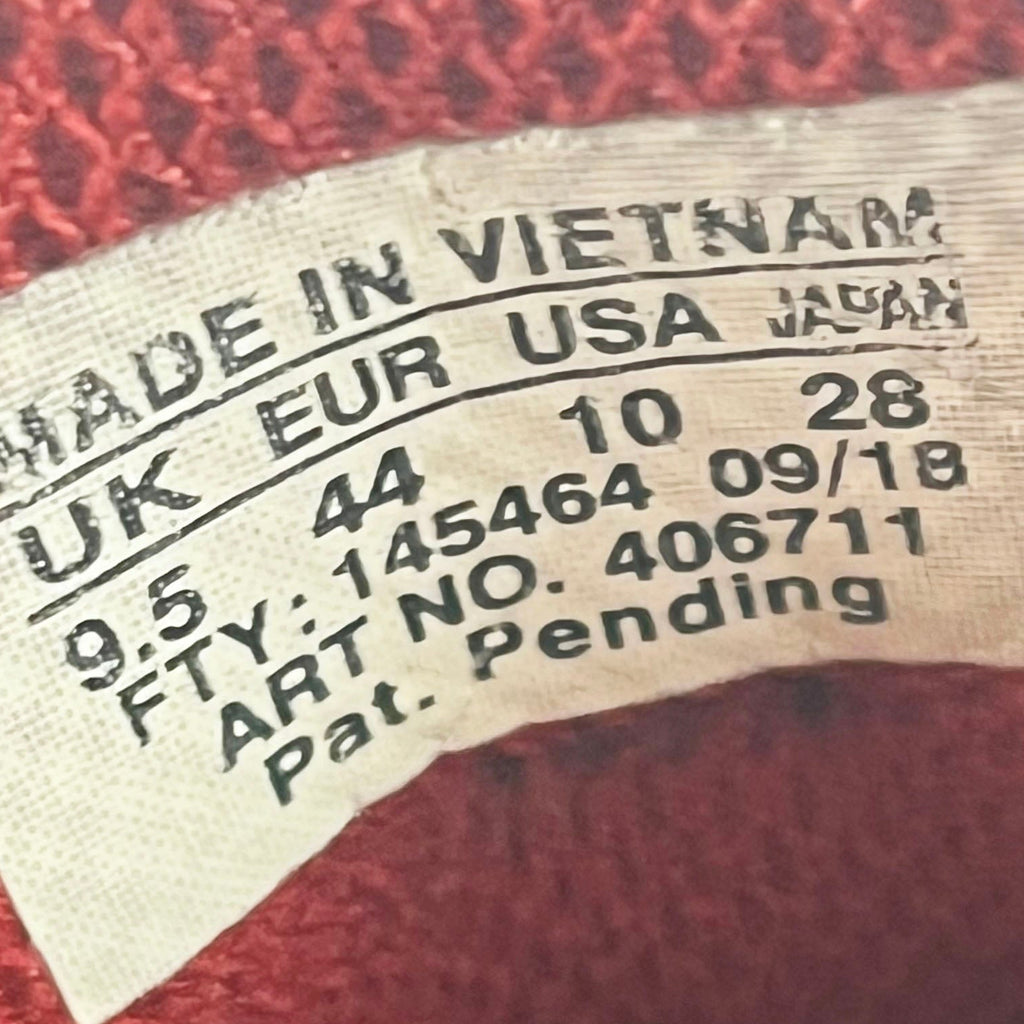 MADE IN VIETNAM
UK EUR USA JAPAN
9.5 44 10 28
FTY: 145464 09/18
ART NO. 406711
Pat. Pending